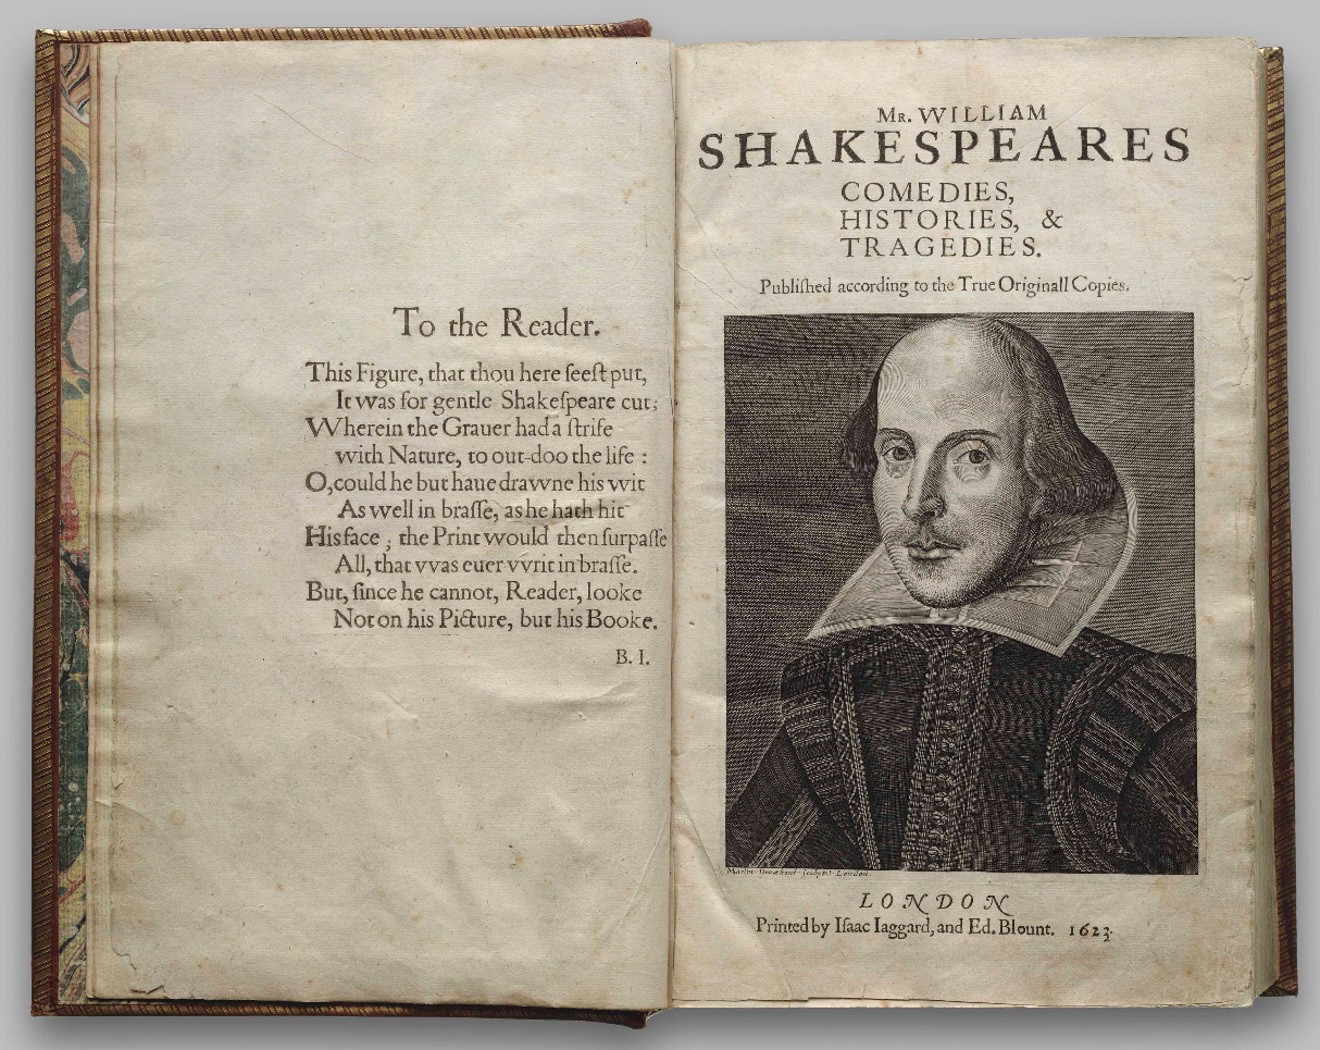 To the Reader.
This Figure, that thou here ſeeſt put,
It was for gentle Shakeſpeare cut;
Wherein the Grauer had a ſtrife
with Nature, to out-doo the life :
O, could he but haue drawne his wit
As well in braſſe, as he hath hit
His face ; the Print would then ſurpaſſe
All, that vvas euer vvrit in braſſe.
But, ſince he cannot, Reader, looke
Not on his Picture, but his Booke.
B. I.
Mr. WILLIAM
SHAKESPEARES
COMEDIES,
HISTORIES, &
TRAGEDIES.
Publiſhed according to the True Originall Copies.
Martin Droeshout ſculpſit London.
LONDON
Printed by Iſaac Iaggard, and Ed. Blount. 1623.